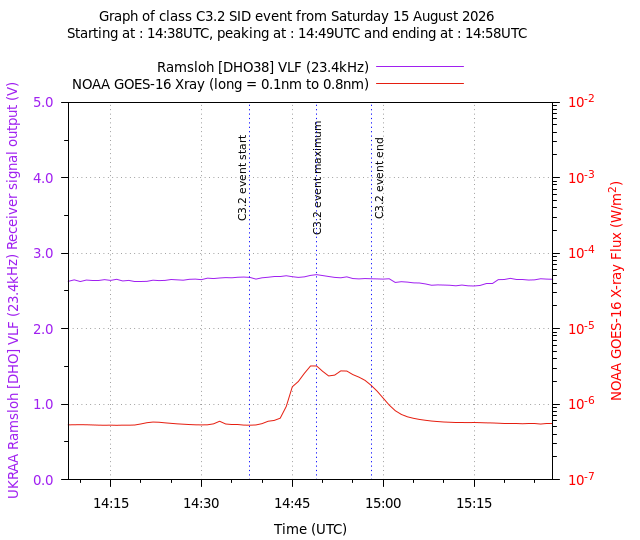 Graph of class C3.2 SID event from Saturday 15 August 2026
Starting at : 14:38UTC, peaking at : 14:49UTC and ending at : 14:58UTC
Ramsloh [DHO38] VLF (23.4kHz)
NOAA GOES-16 Xray (long = 0.1nm to 0.8nm)
UKRAA Ramsloh [DHO] VLF (23.4kHz) Receiver signal output (V)
5.0
4.0
3.0
2.0
1.0
0.0
C3.2 event start
C3.2 event maximum
C3.2 event end
10-2
10-3
10-4
10-5
10-6
10-7
NOAA GOES-16 X-ray Flux (W/m2)
14:15
14:30
14:45
15:00
15:15
Time (UTC)